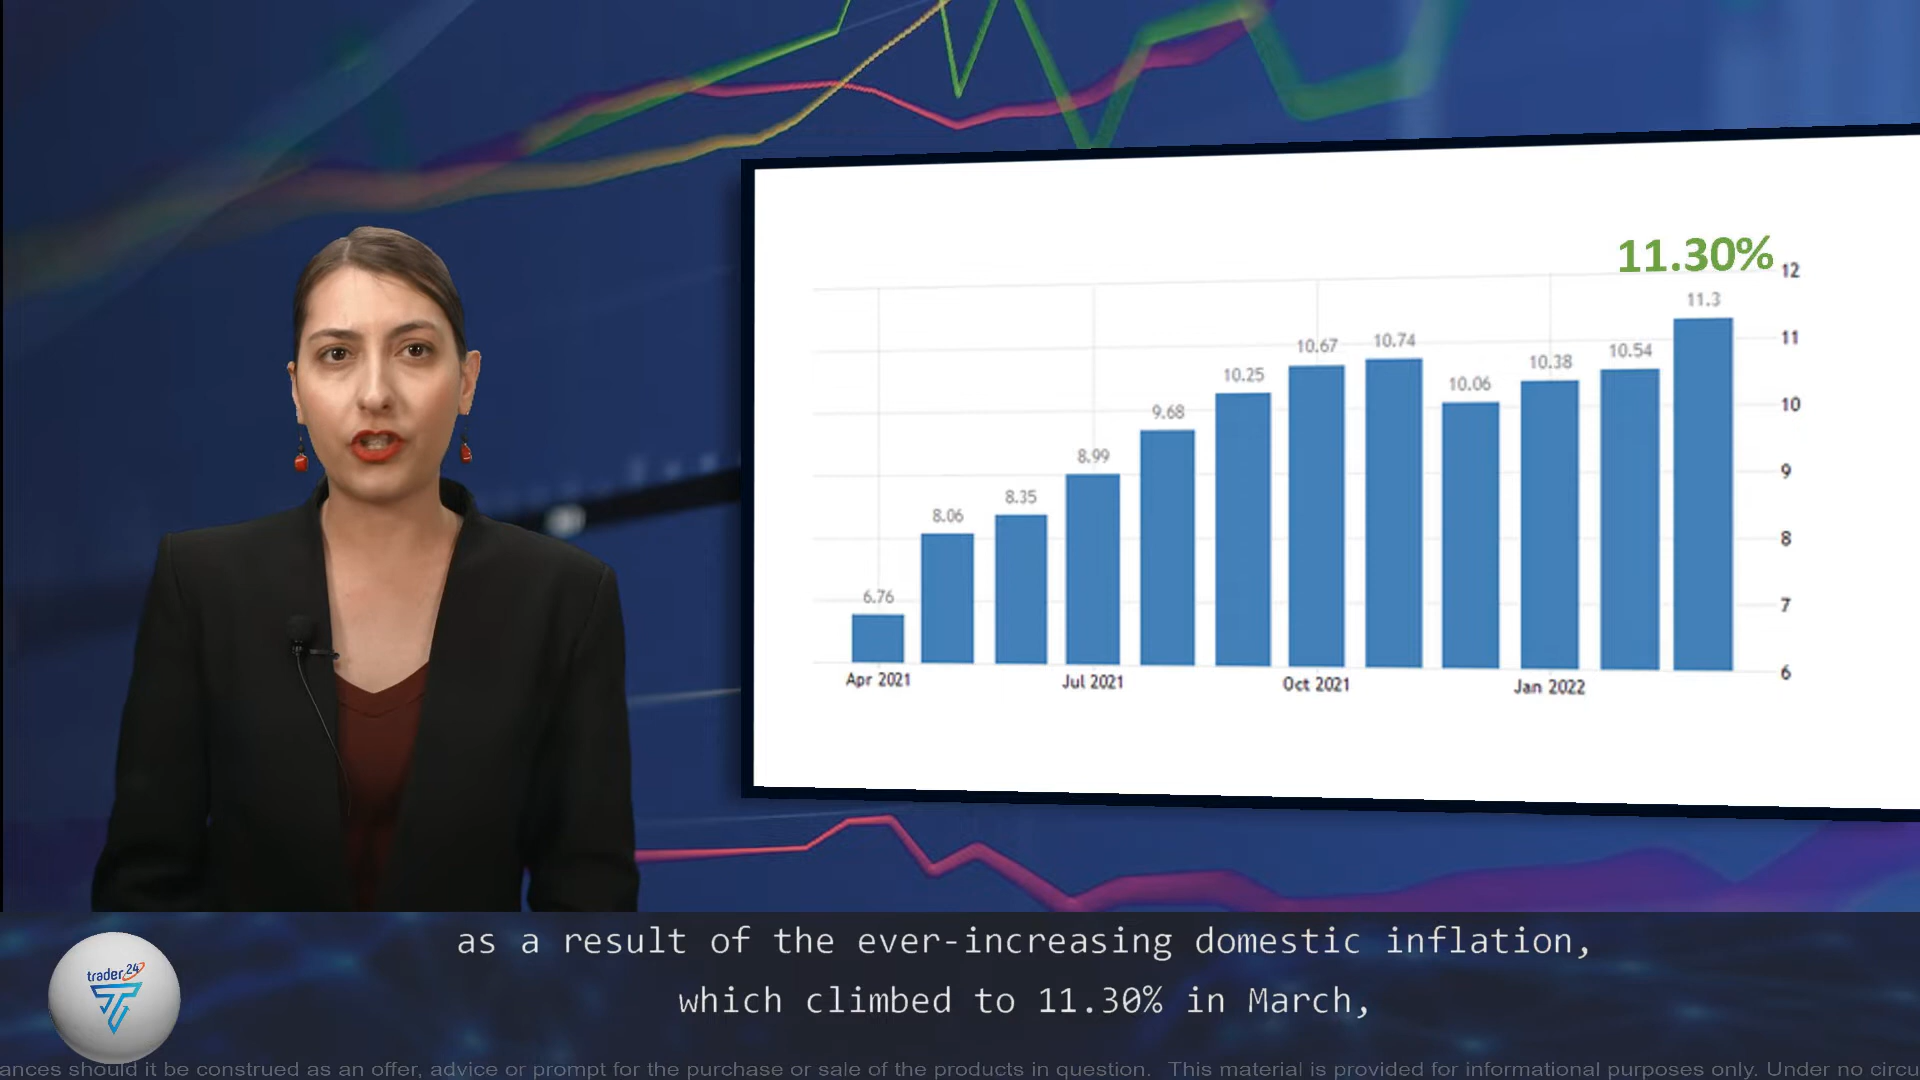 11.30%
12
11.3
11
10.67
10.74
10.54
10.38
10.25
10.06
10
9.68
9
8.99
8.35
8.06
8
7
6.76
6
Apr 2021
Jul 2021
Oct 2021
Jan 2022
as a result of the ever-increasing domestic inflation,
which climbed to 11.30% in March,
trader 24
ances should it be construed as an offer, advice or prompt for the purchase or sale of the products in question. This material is provided for informational purposes only. Under no circu